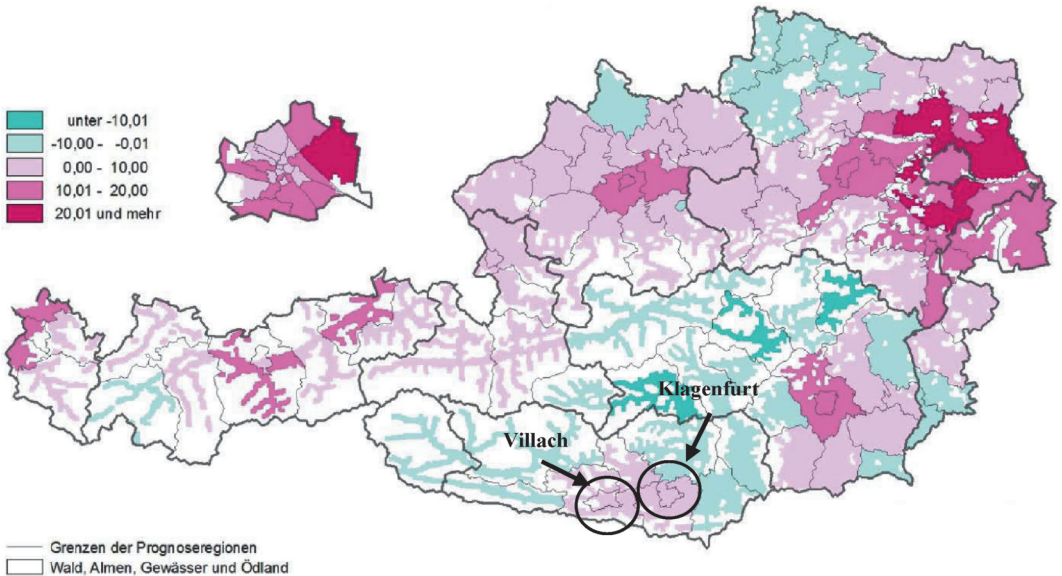 unter -10,01
-10,00 - -0,01
0,00 - 10,00
10,01 - 20,00
20,01 und mehr
Klagenfurt
Villach
Grenzen der Prognoseregionen
Wald, Almen, Gewässer und Ödland